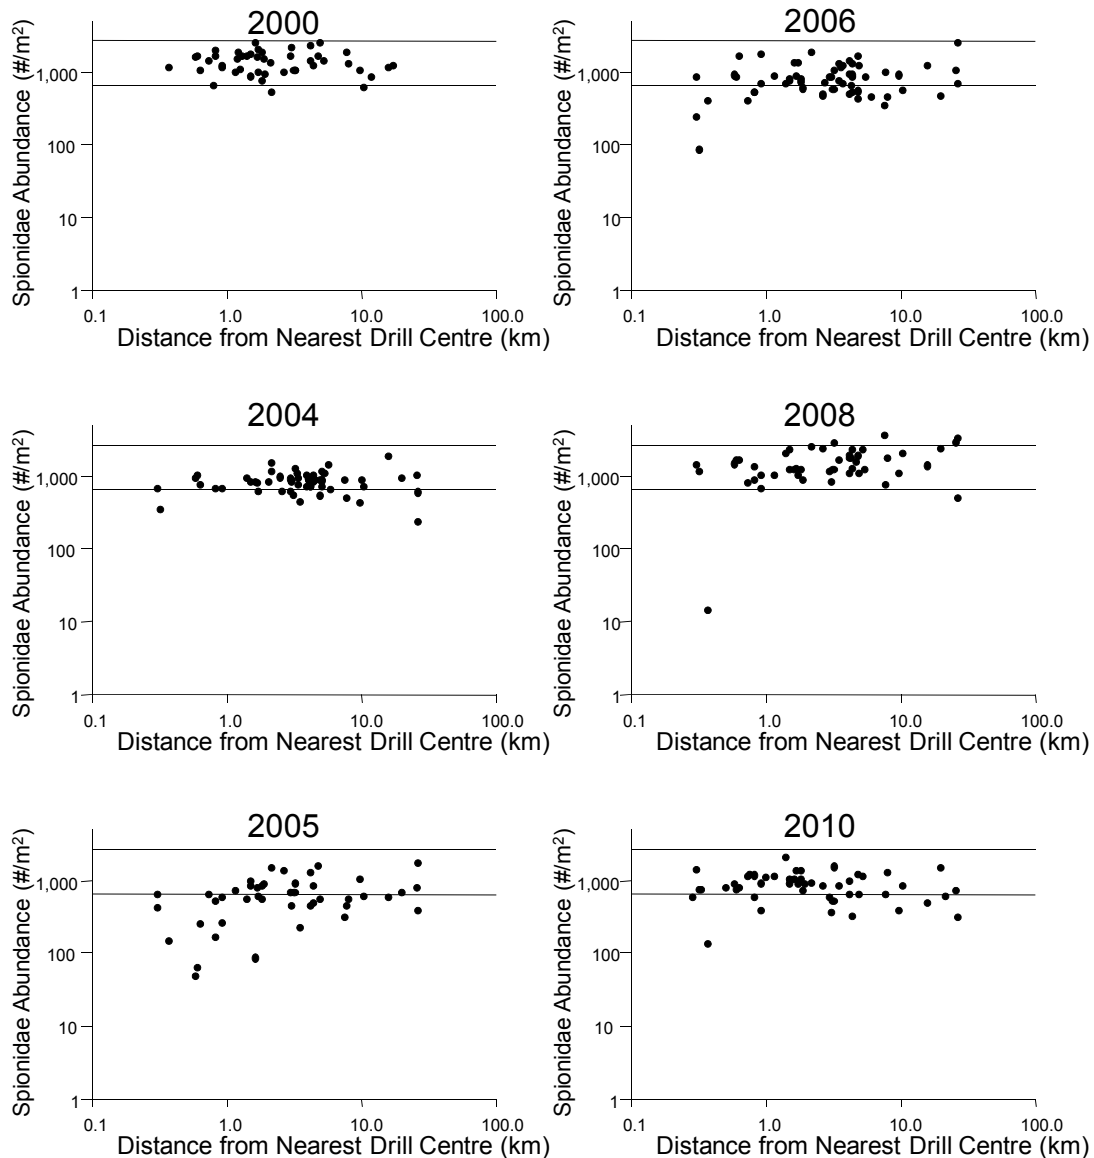 2000
Spionidae Abundance (#/m²)
1,000
100
10
1
0.1 1.0 10.0 100.0
Distance from Nearest Drill Centre (km)
2006
Spionidae Abundance (#/m²)
1,000
100
10
1
0.1 1.0 10.0 100.0
Distance from Nearest Drill Centre (km)
2004
Spionidae Abundance (#/m²)
1,000
100
10
1
0.1 1.0 10.0 100.0
Distance from Nearest Drill Centre (km)
2008
Spionidae Abundance (#/m²)
1,000
100
10
1
0.1 1.0 10.0 100.0
Distance from Nearest Drill Centre (km)
2005
Spionidae Abundance (#/m²)
1,000
100
10
1
0.1 1.0 10.0 100.0
Distance from Nearest Drill Centre (km)
2010
Spionidae Abundance (#/m²)
1,000
100
10
1
0.1 1.0 10.0 100.0
Distance from Nearest Drill Centre (km)